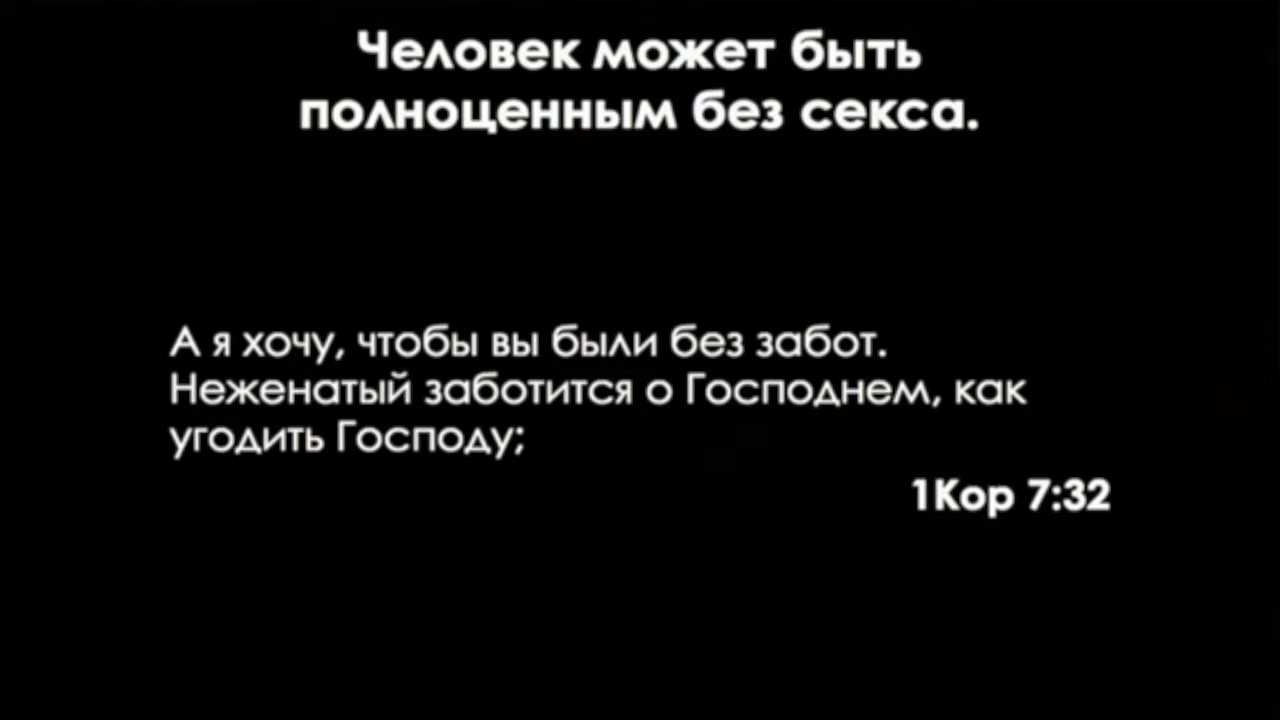 Человек может быть
полноценным без секса.
А я хочу, чтобы вы были без забот.
Неженатый заботится о Господнем, как
угодить Господу;
1Кор 7:32